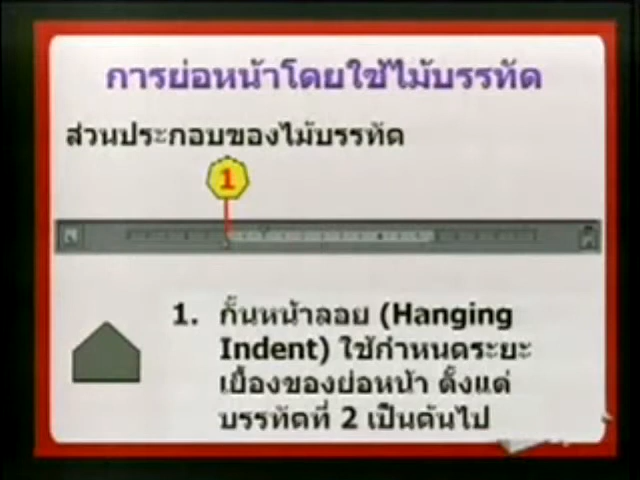 การย่อหน้าโดยใช้ไม้บรรทัด
ส่วนประกอบของไม้บรรทัด
1
1. กั้นหน้าลอย (Hanging
Indent) ใช้กำหนดระยะ
เยื้องของย่อหน้า ตั้งแต่
บรรทัดที่ 2 เป็นต้นไป